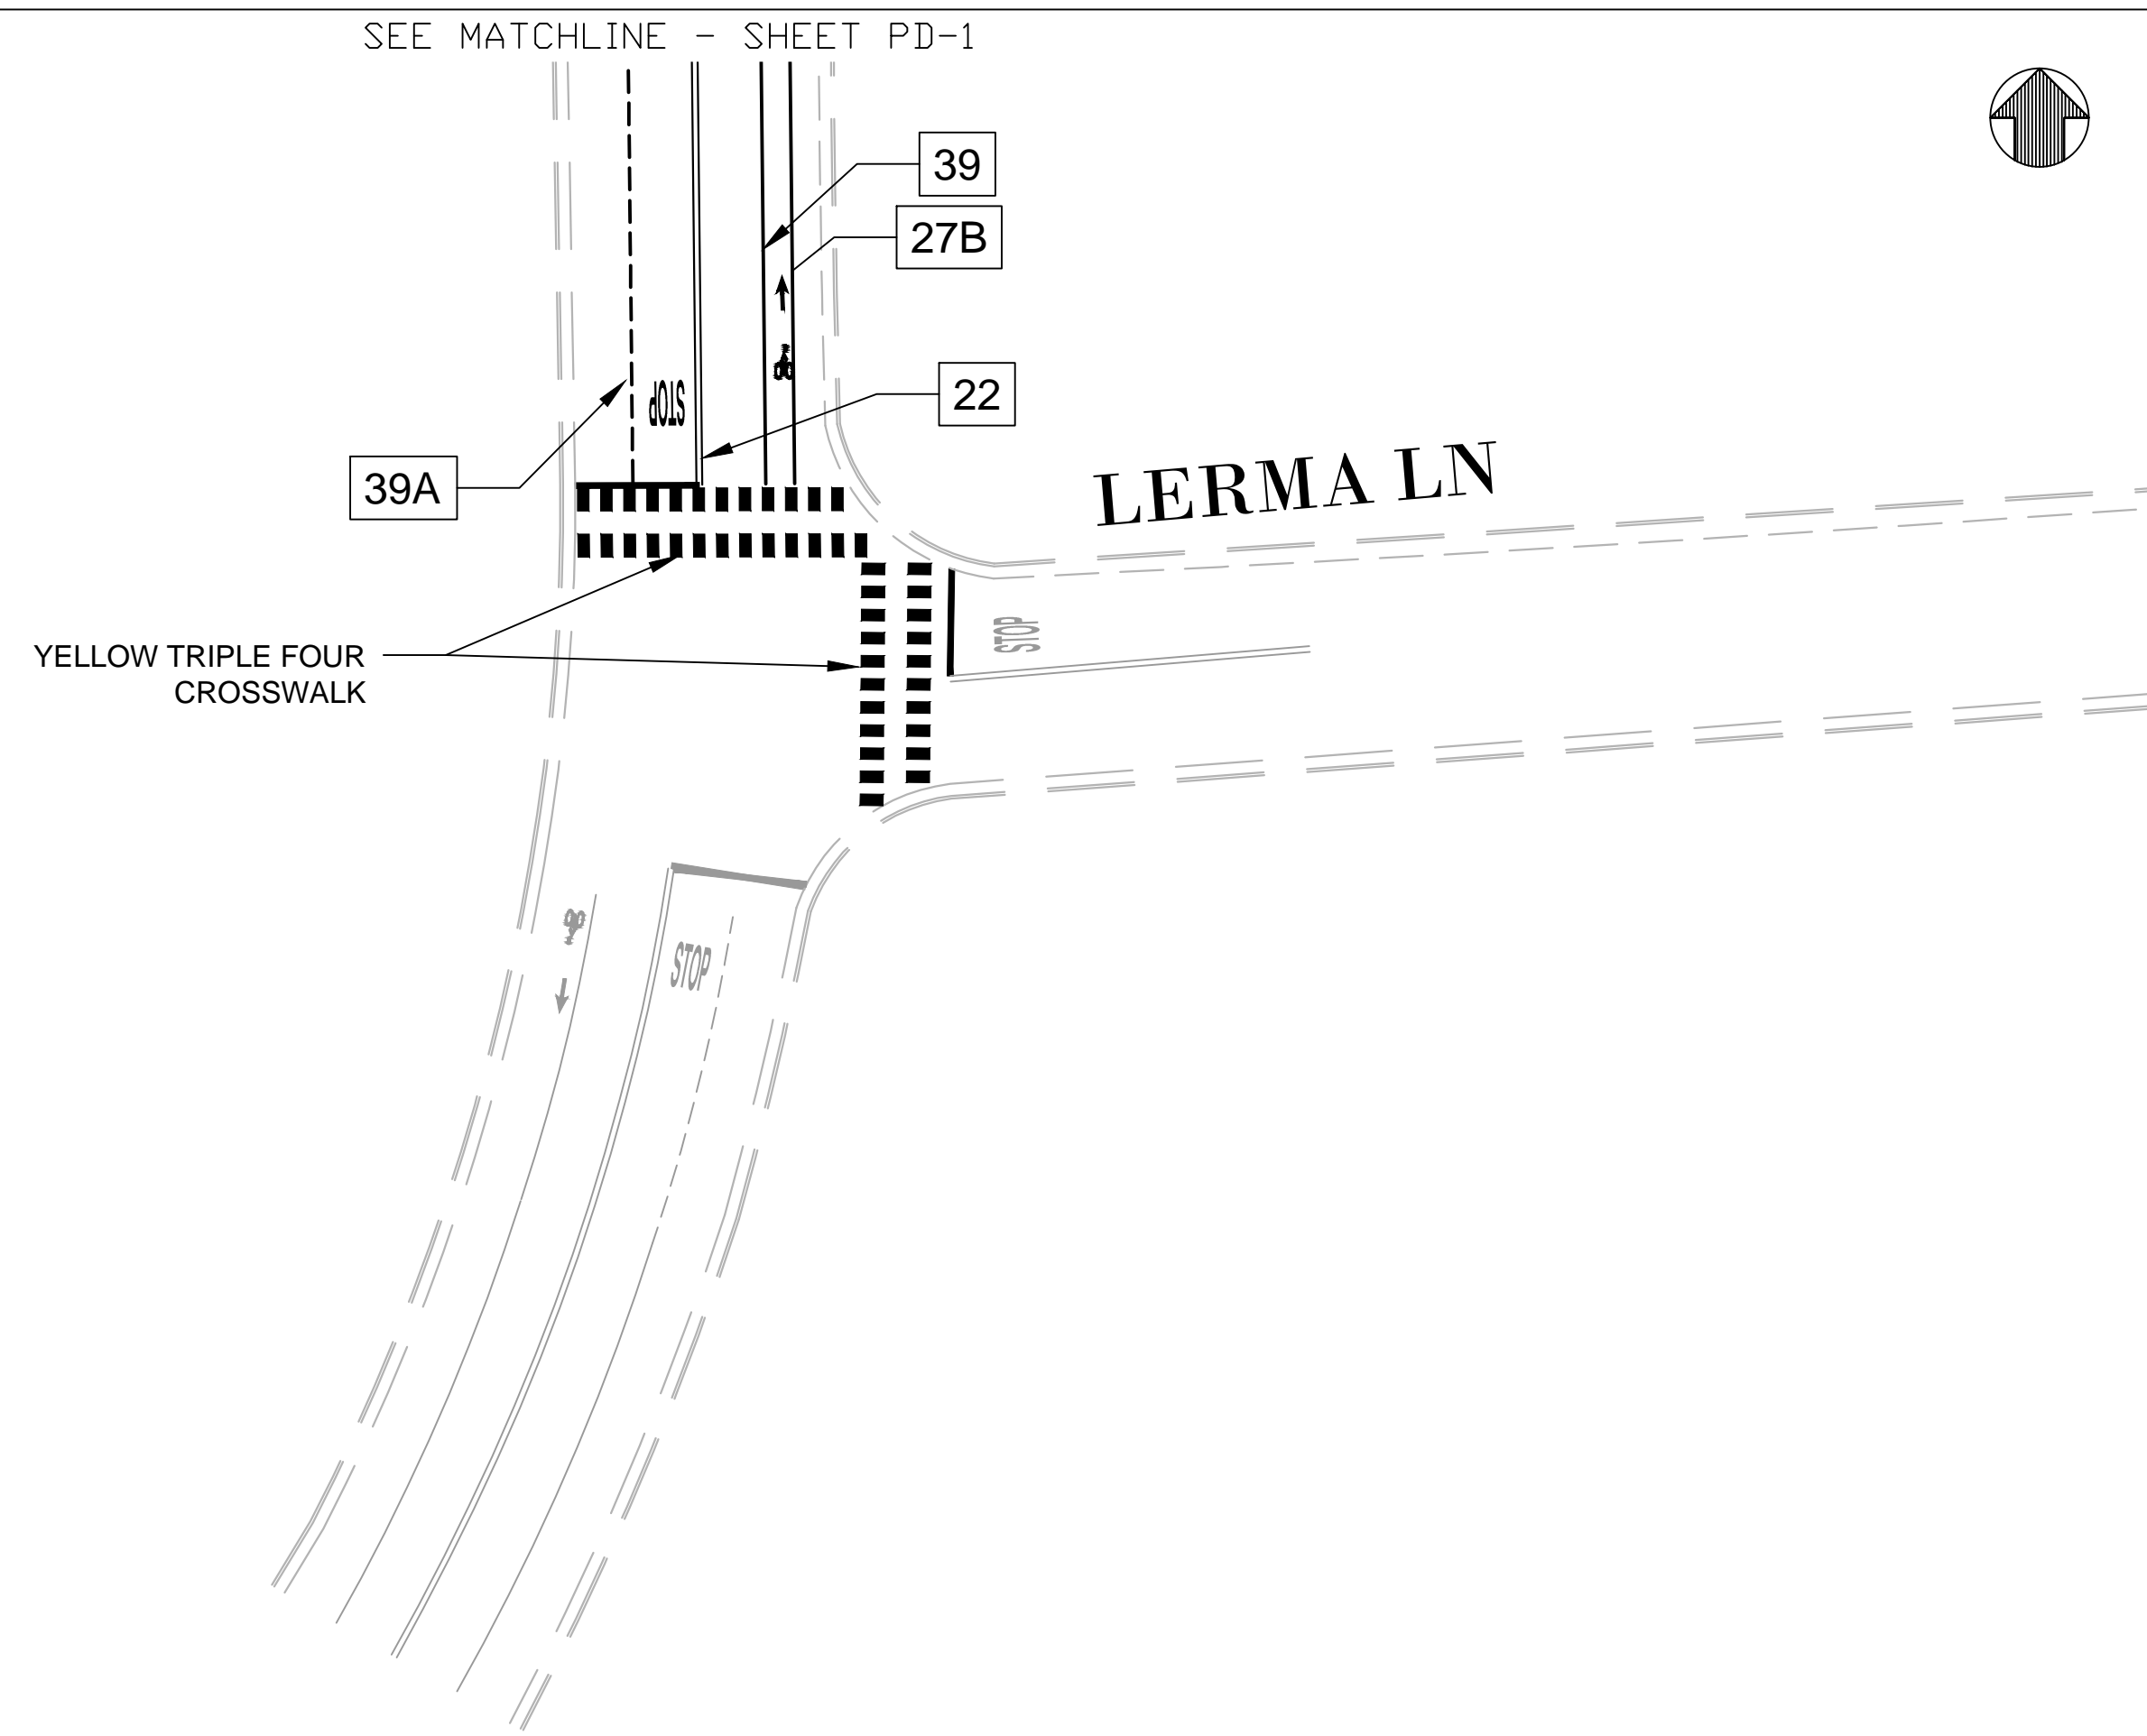 SEE MATCHLINE - SHEET PD-1
39
27B
22
STOP
39A
LERMA LN
STOP
YELLOW TRIPLE FOUR
CROSSWALK
STOP